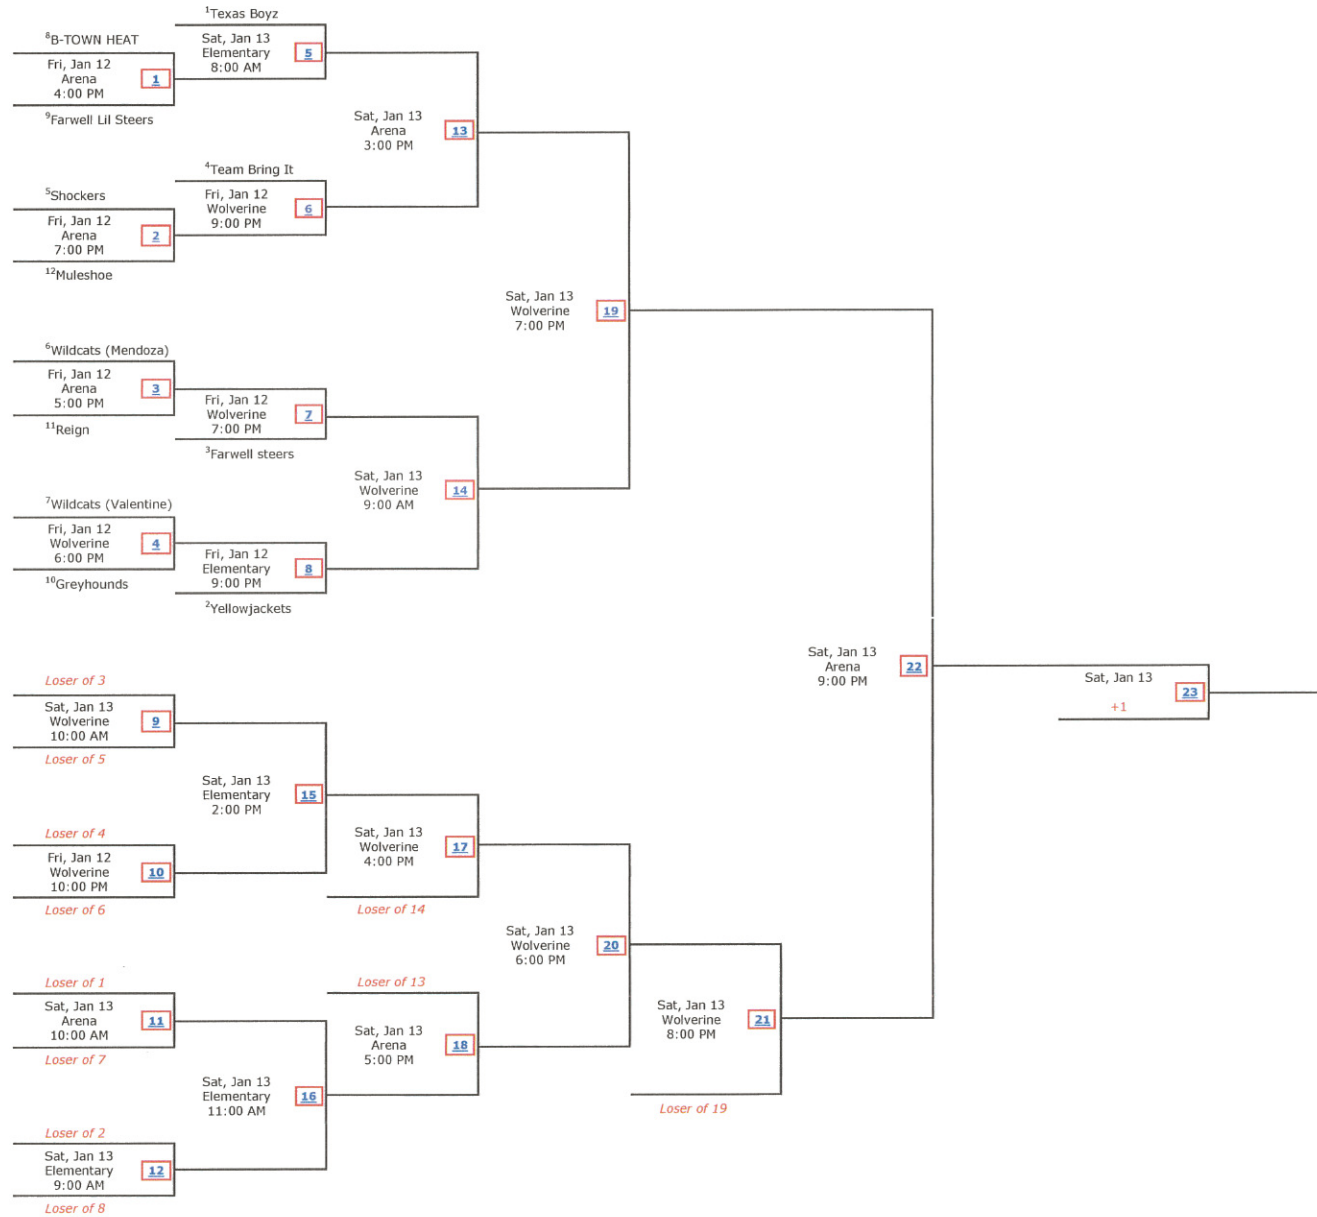 1Texas Boyz
8B-TOWN HEAT
Sat, Jan 13
Elementary
8:00 AM
5
Fri, Jan 12
Arena
4:00 PM
1
9Farwell Lil Steers
Sat, Jan 13
Arena
3:00 PM
13
4Team Bring It
5Shockers
Fri, Jan 12
Wolverine
9:00 PM
6
Fri, Jan 12
Arena
7:00 PM
2
12Muleshoe
Sat, Jan 13
Wolverine
7:00 PM
19
6Wildcats (Mendoza)
Fri, Jan 12
Arena
5:00 PM
3
11Reign
Fri, Jan 12
Wolverine
7:00 PM
7
3Farwell steers
Sat, Jan 13
Wolverine
9:00 AM
14
7Wildcats (Valentine)
Fri, Jan 12
Wolverine
6:00 PM
4
10Greyhounds
Fri, Jan 12
Elementary
9:00 PM
8
2Yellowjackets
Sat, Jan 13
Arena
9:00 PM
22
Sat, Jan 13
+1
23
Loser of 3
Sat, Jan 13
Wolverine
10:00 AM
9
Loser of 5
Sat, Jan 13
Elementary
2:00 PM
15
Loser of 4
Fri, Jan 12
Wolverine
10:00 PM
10
Loser of 6
Sat, Jan 13
Wolverine
4:00 PM
17
Loser of 14
Sat, Jan 13
Wolverine
6:00 PM
20
Loser of 1
Sat, Jan 13
Arena
10:00 AM
11
Loser of 7
Loser of 13
Sat, Jan 13
Arena
5:00 PM
18
Sat, Jan 13
Wolverine
8:00 PM
21
Loser of 19
Sat, Jan 13
Elementary
11:00 AM
16
Loser of 2
Sat, Jan 13
Elementary
9:00 AM
12
Loser of 8